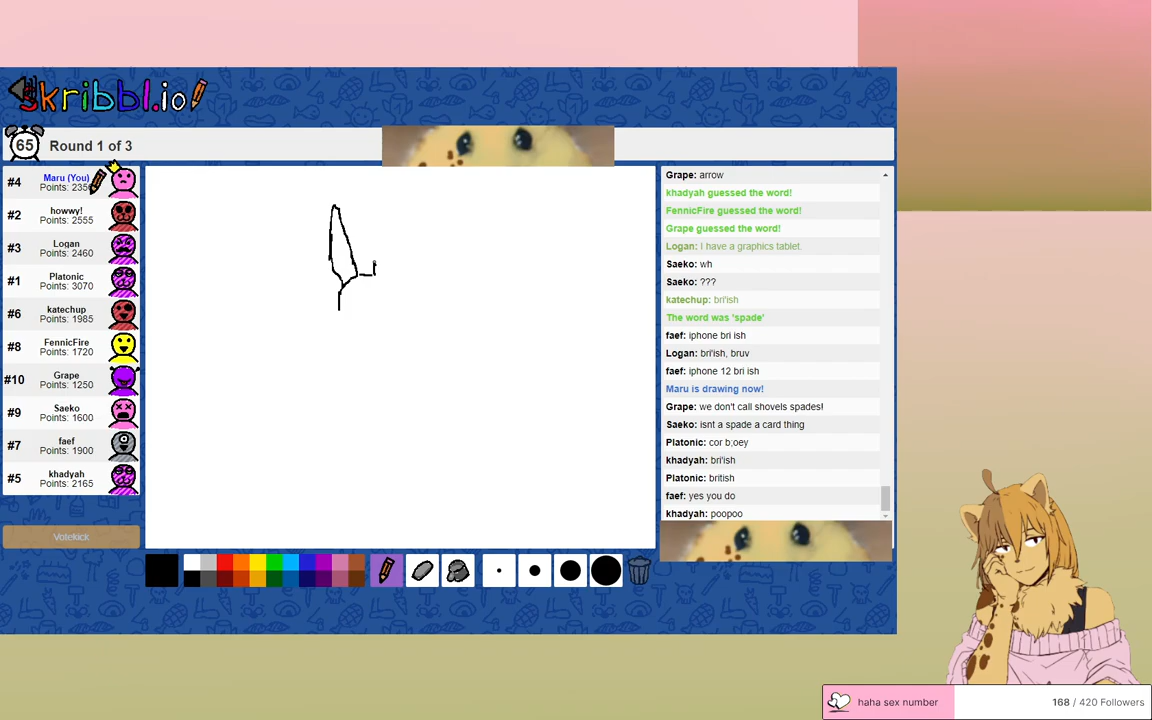 skribbl.io
65
Round 1 of 3
#4
Maru (You)
#2
howwy!
Points: 2555
#3
Logan
Points: 2460
#1
Platonic
Points: 3070
#6
katechup
Points: 1985
#8
FennicFire
Points: 1720
#10
Grape
Points: 1250
#9
Saeko
Points: 1600
#7
faef
Points: 1900
#5
khadyah
Points: 2165
Votekick
Grape: arrow
khadyah guessed the word!
FennicFire guessed the word!
Grape guessed the word!
Logan: I have a graphics tablet.
Saeko: wh
Saeko: ???
katechup: bri'ish
The word was 'spade'
faef: iphone bri ish
Logan: bri'ish, bruv
faef: iphone 12 bri ish
Maru is drawing now!
Grape: we don't call shovels spades!
Saeko: isnt a spade a card thing
Platonic: cor b;oey
khadyah: bri'ish
Platonic: british
faef: yes you do
khadyah: poopoo
haha sex number
168 / 420 Followers